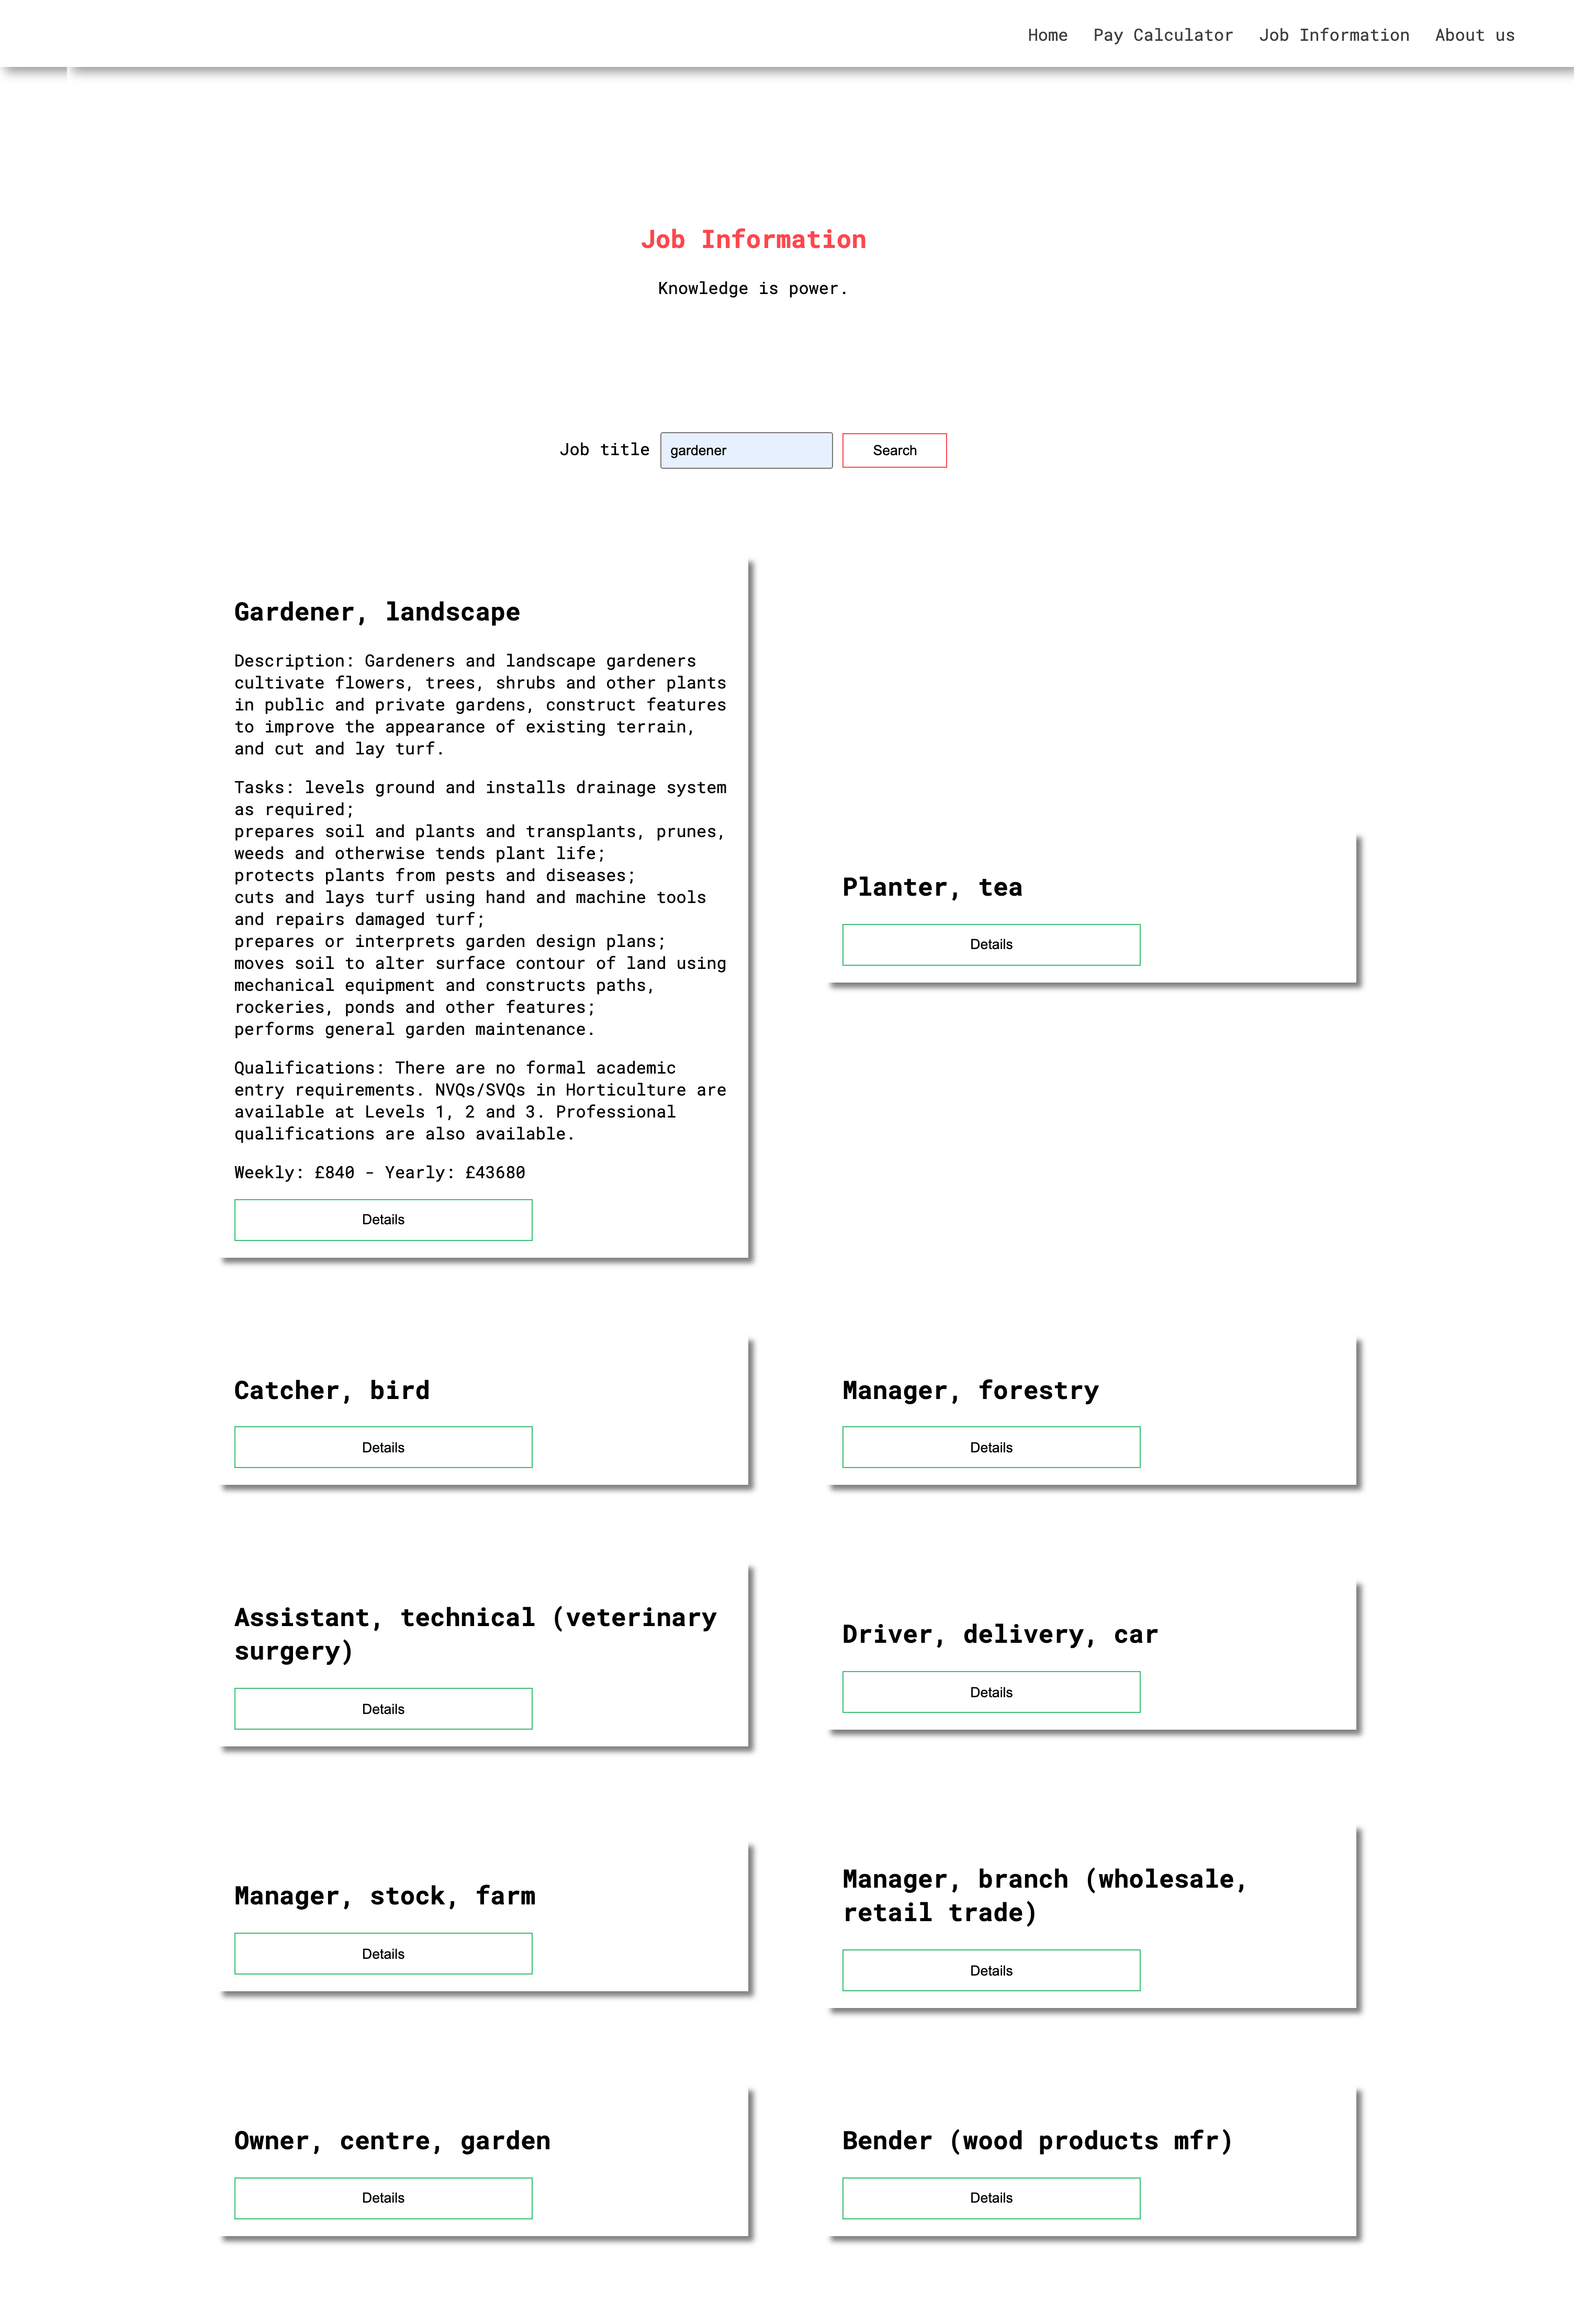 Home Pay Calculator Job Information About us
Job Information
Knowledge is power.
Job title gardener Search
Gardener, landscape
Description: Gardeners and landscape gardeners
cultivate flowers, trees, shrubs and other plants
in public and private gardens, construct features
to improve the appearance of existing terrain,
and cut and lay turf.
Tasks: levels ground and installs drainage system
as required;
prepares soil and plants and transplants, prunes,
weeds and otherwise tends plant life;
protects plants from pests and diseases;
cuts and lays turf using hand and machine tools
and repairs damaged turf;
prepares or interprets garden design plans;
moves soil to alter surface contour of land using
mechanical equipment and constructs paths,
rockeries, ponds and other features;
performs general garden maintenance.
Qualifications: There are no formal academic
entry requirements. NVQs/SVQs in Horticulture are
available at Levels 1, 2 and 3. Professional
qualifications are also available.
Weekly: £840 - Yearly: £43680
Details
Planter, tea
Details
Catcher, bird
Details
Manager, forestry
Details
Assistant, technical (veterinary
surgery)
Details
Driver, delivery, car
Details
Manager, stock, farm
Details
Manager, branch (wholesale,
retail trade)
Details
Owner, centre, garden
Details
Bender (wood products mfr)
Details